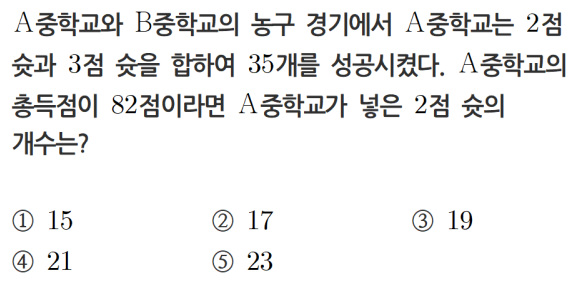 A중학교와 B중학교의 농구 경기에서 A중학교는 2점
슛과 3점 슛을 합하여 35개를 성공시켰다. A중학교의
총득점이 82점이라면 A중학교가 넣은 2점 슛의
개수는?
① 15 ② 17 ③ 19
④ 21 ⑤ 23